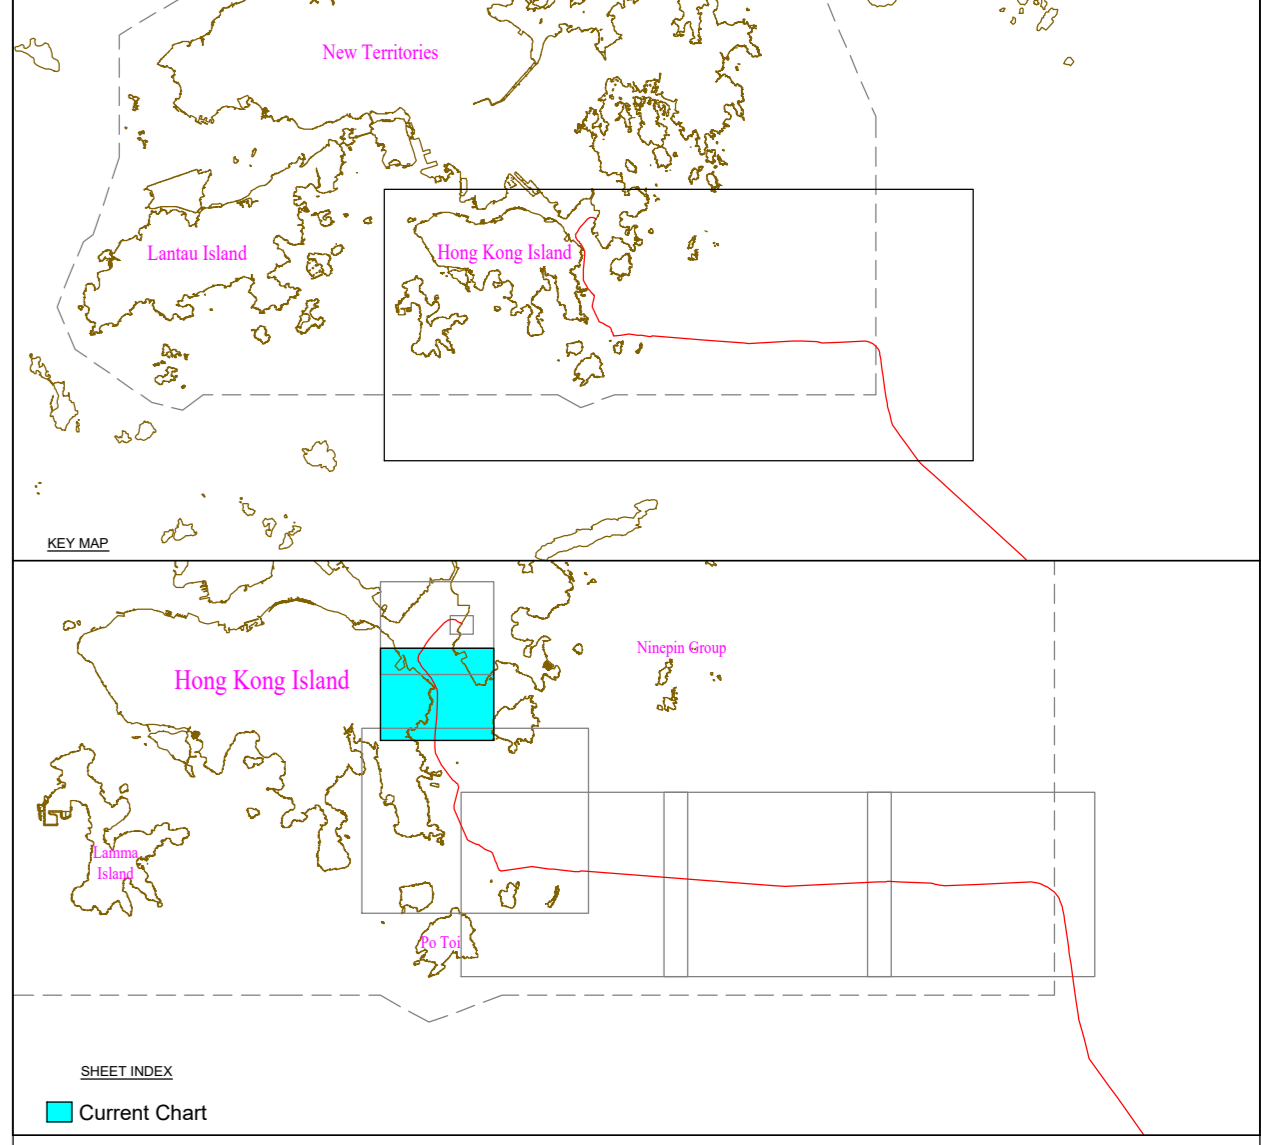 New Territories
Lantau Island
Hong Kong Island
KEY MAP
Ninepin Group
Hong Kong Island
Lamma
Island
Po Toi
SHEET INDEX
Current Chart